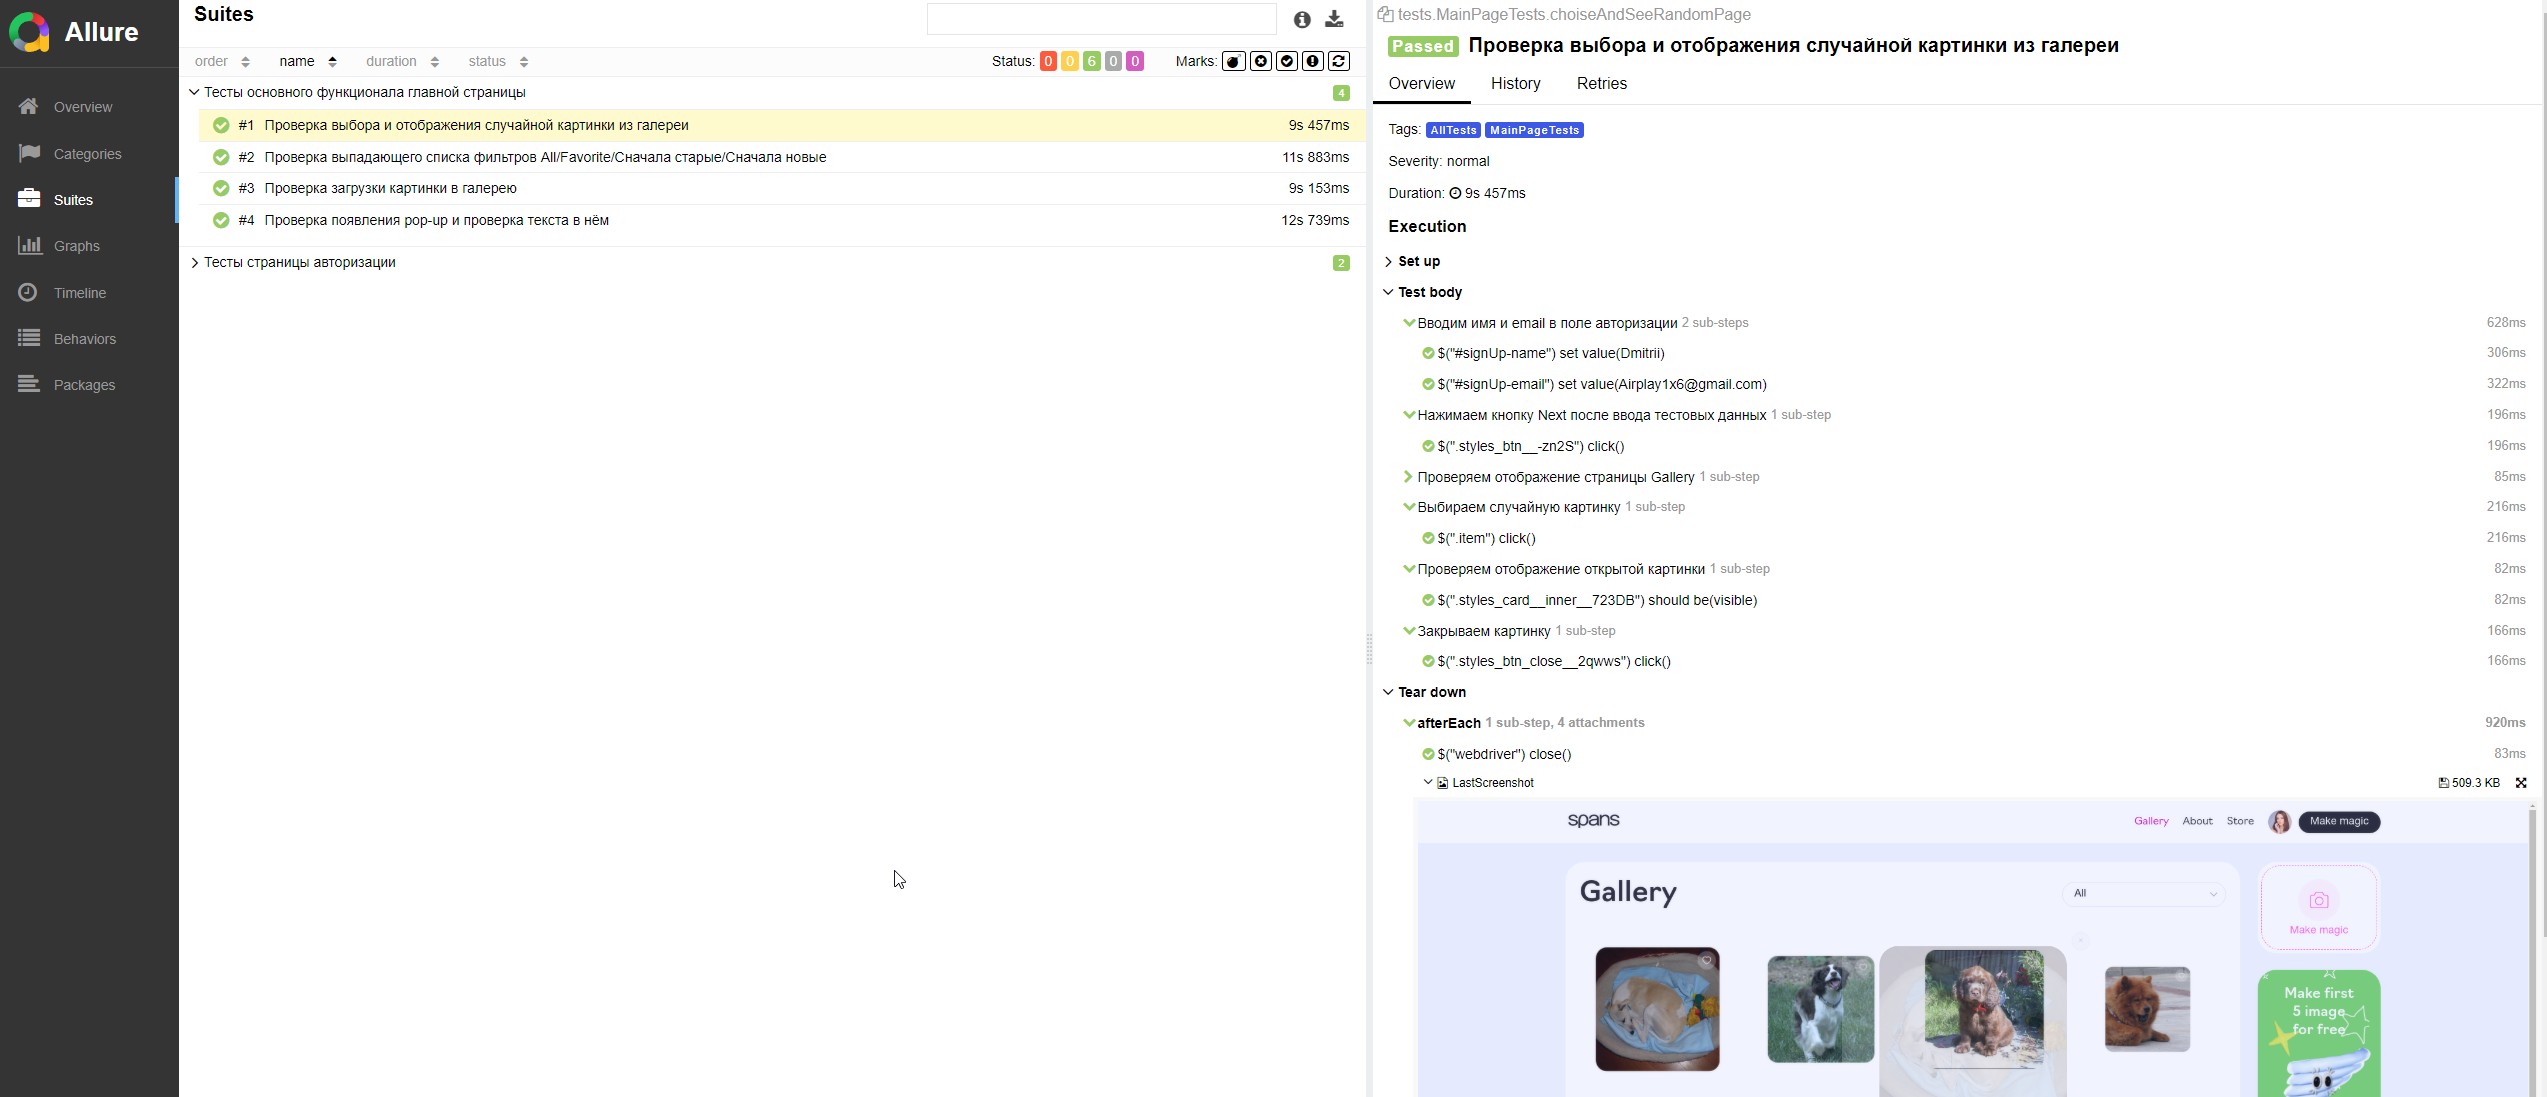 Allure
Overview
Categories
Suites
Graphs
Timeline
Behaviors
Packages
Suites
order name duration status
Status: 0 0 6 0 0 Marks:
Тесты основного функционала главной страницы 4
#1 Проверка выбора и отображения случайной картинки из галереи 9s 457ms
#2 Проверка выпадающего списка фильтров All/Favorite/Сначала старые/Сначала новые 11s 883ms
#3 Проверка загрузки картинки в галерею 9s 153ms
#4 Проверка появления pop-up и проверка текста в нём 12s 739ms
Тесты страницы авторизации 2
tests.MainPageTests.choiseAndSeeRandomPage
Passed Проверка выбора и отображения случайной картинки из галереи
Overview History Retries
Tags: AllTests MainPageTests
Severity: normal
Duration: 9s 457ms
Execution
Set up
Test body
Вводим имя и email в поле авторизации 2 sub-steps 628ms
$("#signUp-name") set value(Dmitrii) 306ms
$("#signUp-email") set value(Airplay1x6@gmail.com) 322ms
Нажимаем кнопку Next после ввода тестовых данных 1 sub-step 196ms
$(".styles_btn__-zn2S") click() 196ms
Проверяем отображение страницы Gallery 1 sub-step 85ms
Выбираем случайную картинку 1 sub-step 216ms
$(".item") click() 216ms
Проверяем отображение открытой картинки 1 sub-step 82ms
$(".styles_card__inner__723DB") should be(visible) 82ms
Закрываем картинку 1 sub-step 166ms
$(".styles_btn_close__2qwws") click() 166ms
Tear down
afterEach 1 sub-step, 4 attachments 920ms
$("webdriver") close() 83ms
LastScreenshot 509.3 KB
spans Gallery About Store Make magic
Gallery
All
Make magic
Make first
5 image
for free